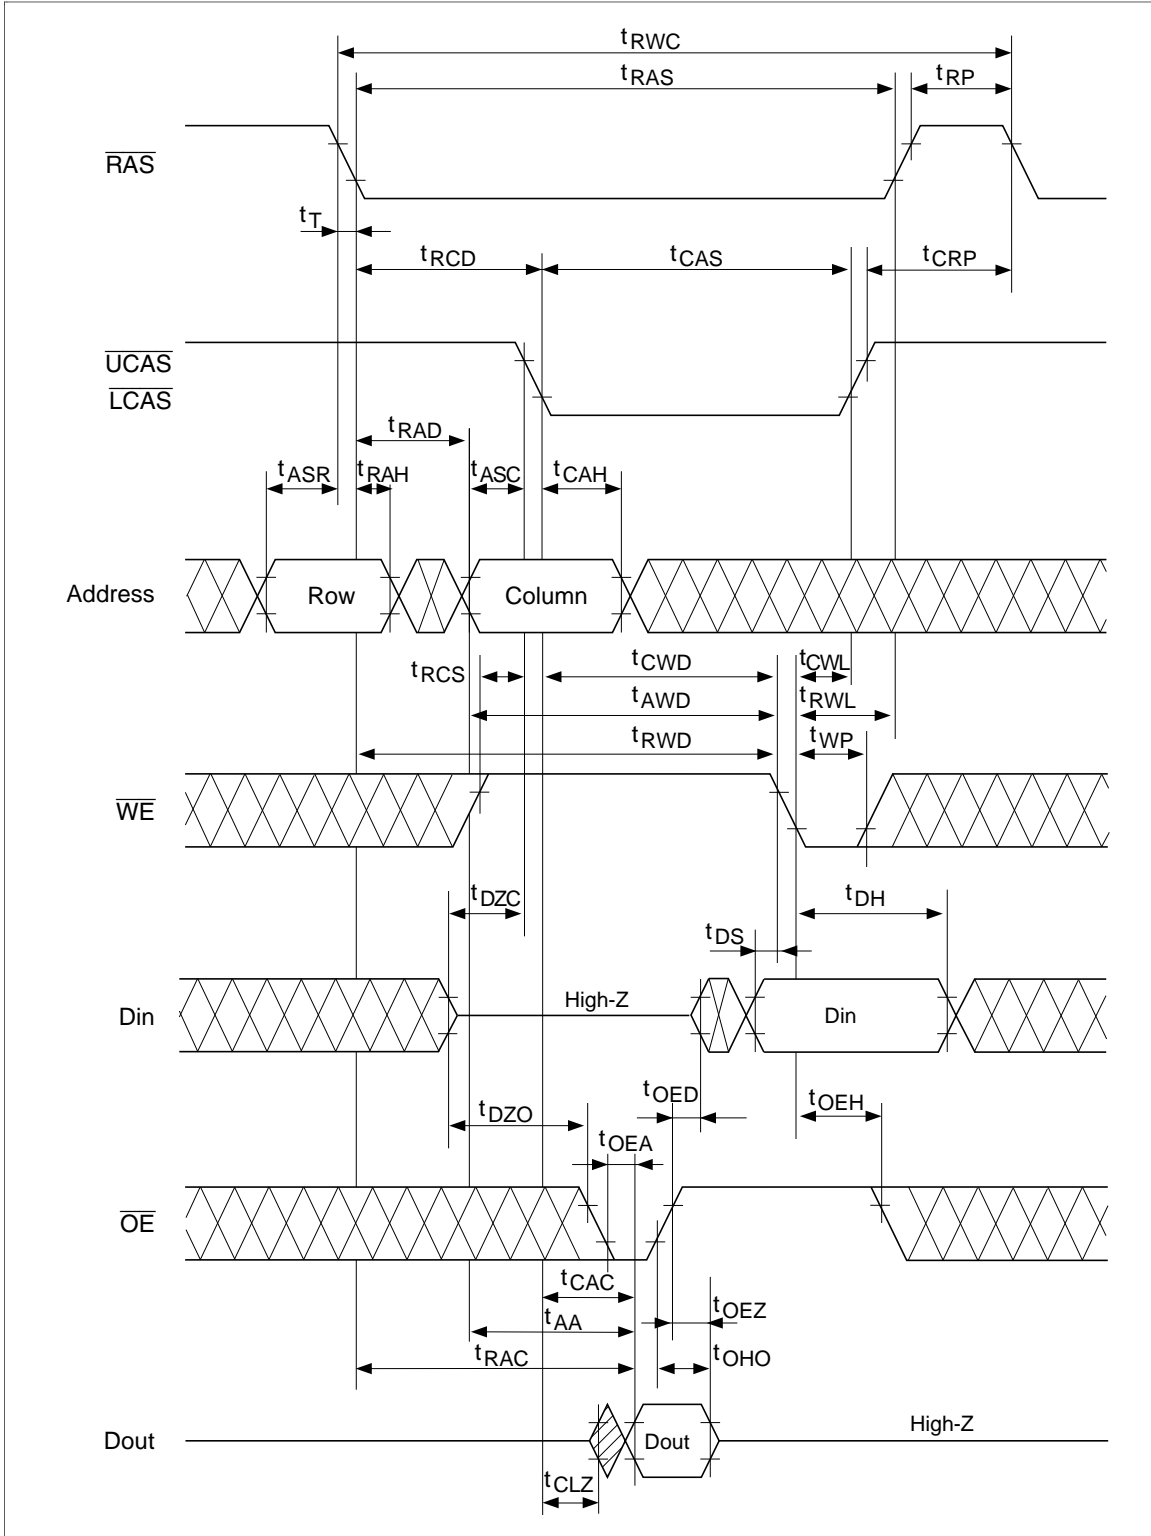 tRWC
tRAS
tRP
RAS
tT
tRCD
tCAS
tCRP
UCAS
LCAS
tRAD
tASR
tRAH
tASC
tCAH
Address
Row
Column
tRCS
tCWD
tCWL
tAWD
tRWL
tRWD
tWP
WE
tDZC
tDH
tDS
High-Z
Din
Din
tOED
tOEH
tDZO
tOEA
OE
tCAC
tOEZ
tAA
tRAC
tOHO
High-Z
Dout
Dout
tCLZ